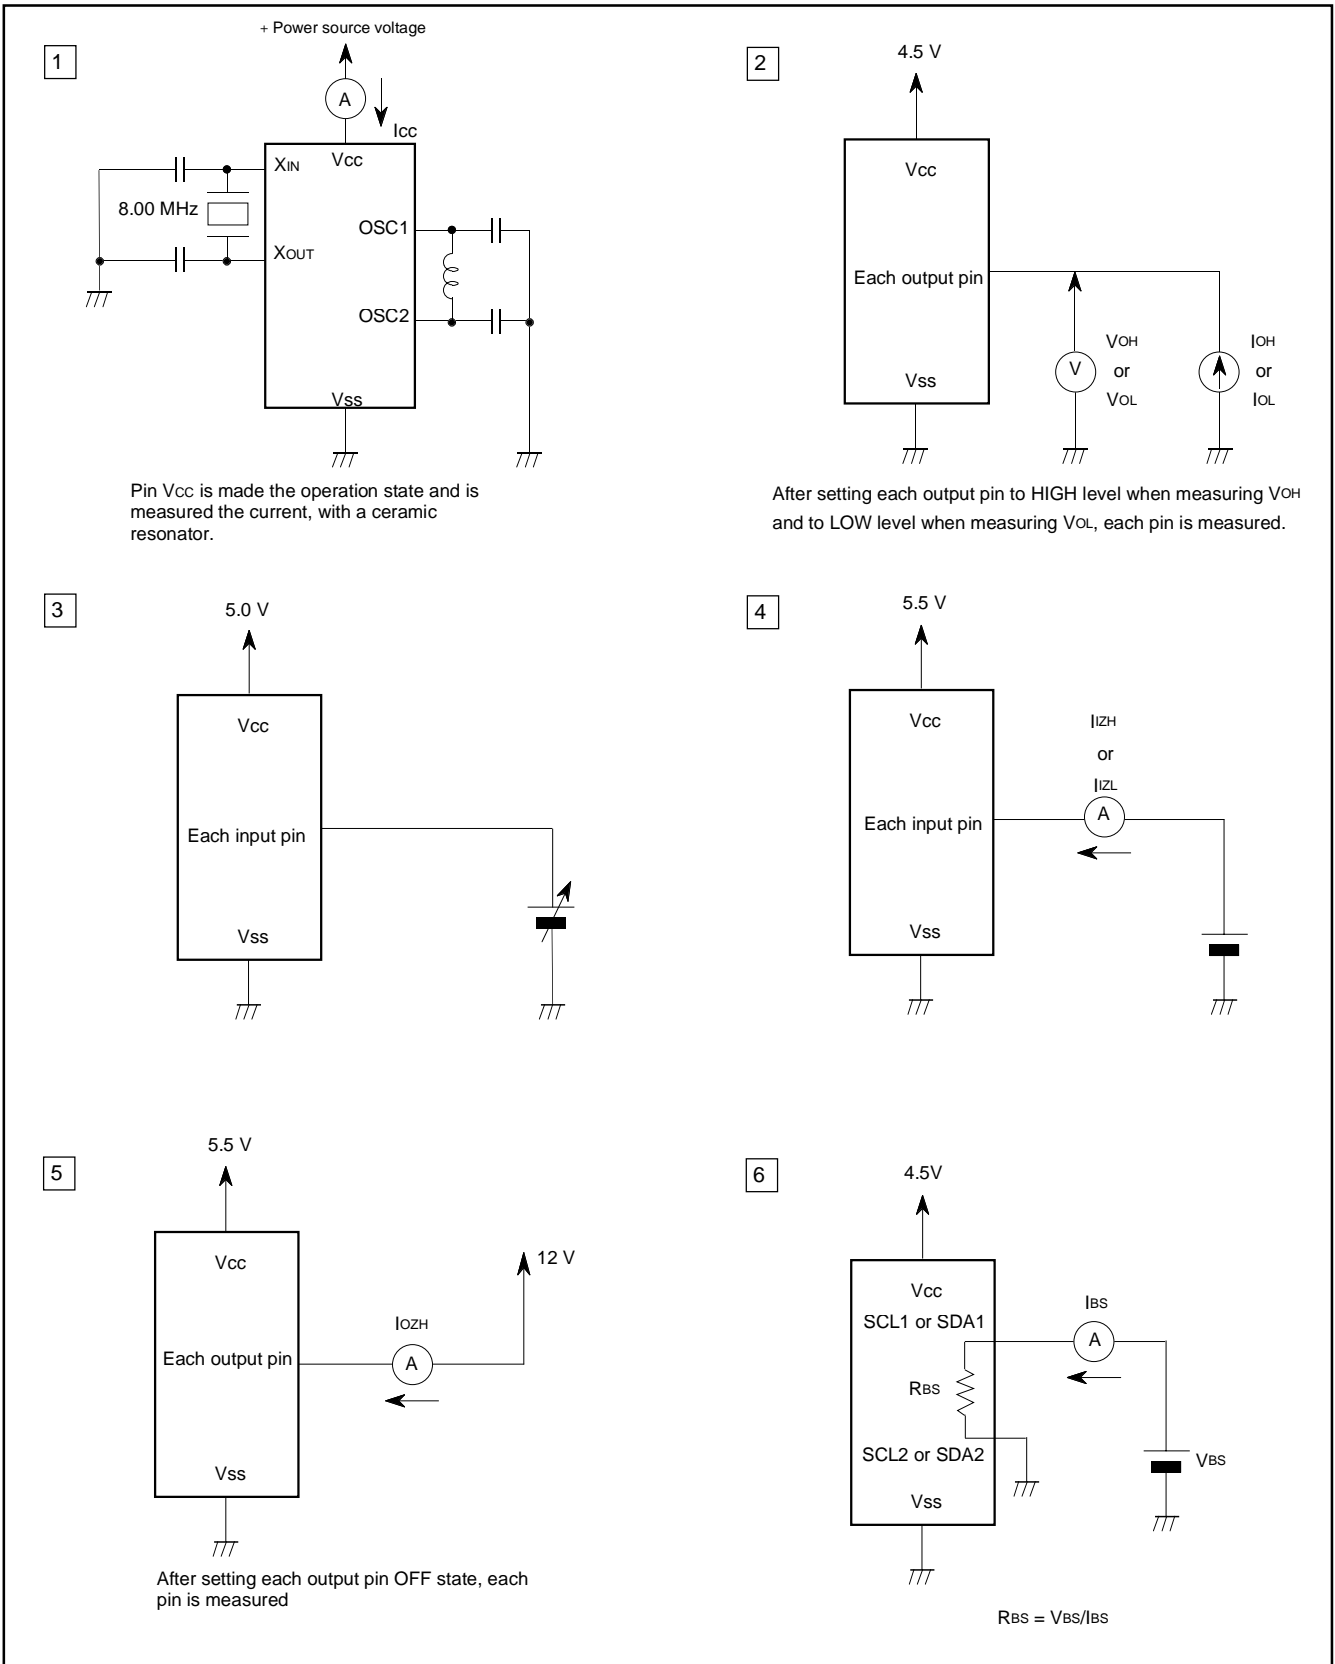 1
+ Power source voltage
A
Icc
Vcc
XIN
8.00 MHz
XOUT
OSC1
OSC2
Vss
Pin VCC is made the operation state and is
measured the current, with a ceramic
resonator.
2
4.5 V
Vcc
Each output pin
Vss
V
VOH
or
VOL
IOH
or
IOL
After setting each output pin to HIGH level when measuring VOH
and to LOW level when measuring VOL, each pin is measured.
3
5.0 V
Vcc
Each input pin
Vss
4
5.5 V
Vcc
Each input pin
Vss
IIZH
or
IIZL
A
5
5.5 V
Vcc
Each output pin
Vss
IOZH
A
12 V
After setting each output pin OFF state, each
pin is measured
6
4.5V
Vcc
SCL1 or SDA1
RBS
SCL2 or SDA2
Vss
IBS
A
VBS
RBS = VBS/IBS